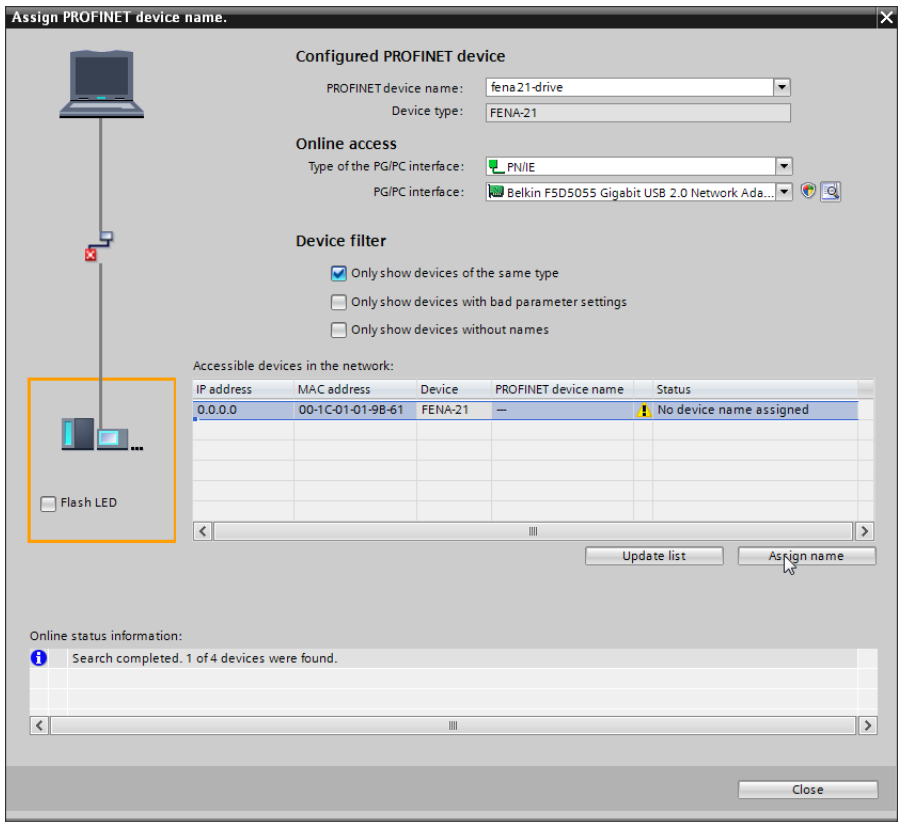 Assign PROFINET device name.
Configured PROFINET device
PROFINET device name: fena21-drive
Device type: FENA-21
Online access
Type of the PG/PC interface: PN/IE
PG/PC interface: Belkin F5D5055 Gigabit USB 2.0 Network Ada...
Device filter
Only show devices of the same type
Only show devices with bad parameter settings
Only show devices without names
Accessible devices in the network:
IP address MAC address Device PROFINET device name Status
0.0.0.0 00-1C-01-01-9B-61 FENA-21 — No device name assigned
Flash LED
Update list Assign name
Online status information:
Search completed. 1 of 4 devices were found.
Close